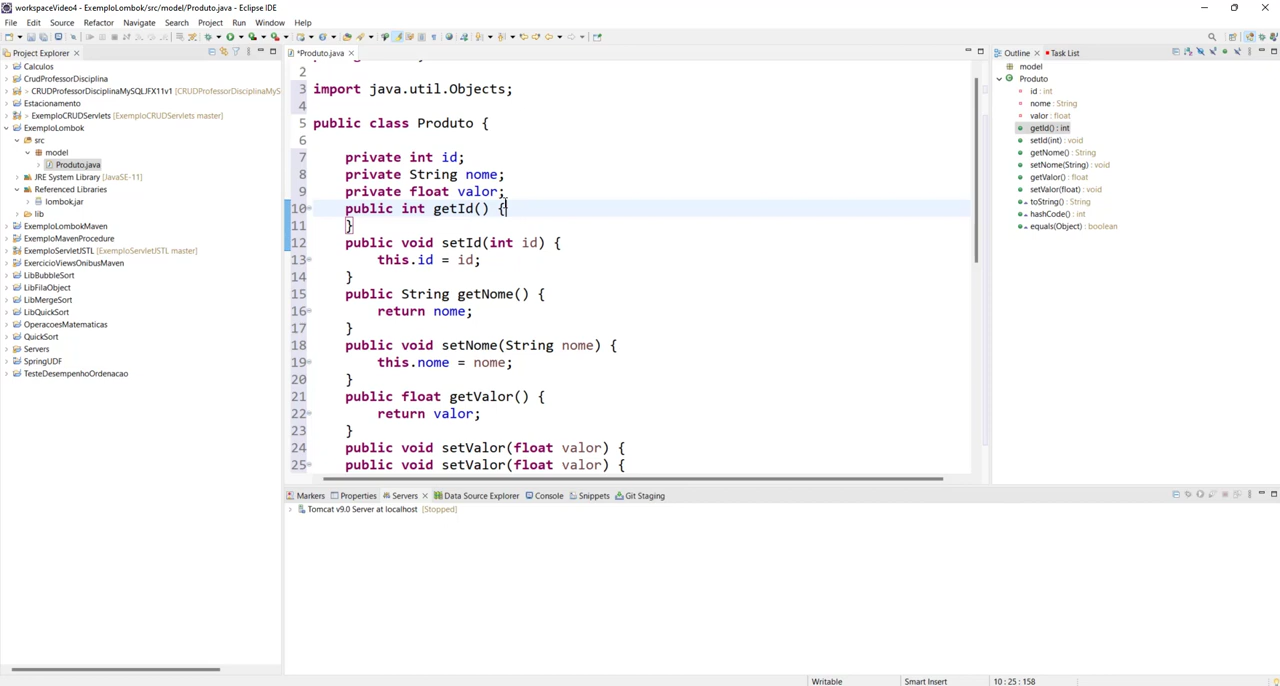 workspaceVideo4 - ExemploLombok/src/model/Produto.java - Eclipse IDE
File Edit Source Refactor Navigate Search Project Run Window Help
Project Explorer
Calculos
CrudProfessorDisciplina
> CRUDProfessorDisciplinaMySQLJFX11v1 [CRUDProfessorDisciplinaMyS
Estacionamento
> ExemploCRUDServlets [ExemploCRUDServlets master]
ExemploLombok
src
model
Produto.java
JRE System Library [JavaSE-11]
Referenced Libraries
lombok.jar
lib
ExemploLombokMaven
ExemploMavenProcedure
ExemploServletJSTL [ExemploServletJSTL master]
ExercicioViewsOnibusMaven
LibBubbleSort
LibFilaObject
LibMergeSort
LibQuickSort
OperacoesMatematicas
QuickSort
Servers
SpringUDF
TesteDesempenhoOrdenacao
*Produto.java
2
3 import java.util.Objects;
4
5 public class Produto {
6
7 private int id;
8 private String nome;
9 private float valor;
10 public int getId() {
11 }
12 public void setId(int id) {
13 this.id = id;
14 }
15 public String getNome() {
16 return nome;
17 }
18 public void setNome(String nome) {
19 this.nome = nome;
20 }
21 public float getValor() {
22 return valor;
23 }
24 public void setValor(float valor) {
25 public void setValor(float valor) {
Outline Task List
model
Produto
id : int
nome : String
valor : float
getId() : int
setId(int) : void
getNome() : String
setNome(String) : void
getValor() : float
setValor(float) : void
toString() : String
hashCode() : int
equals(Object) : boolean
Markers Properties Servers Data Source Explorer Console Snippets Git Staging
Tomcat v9.0 Server at localhost [Stopped]
Writable Smart Insert 10 : 25 : 158